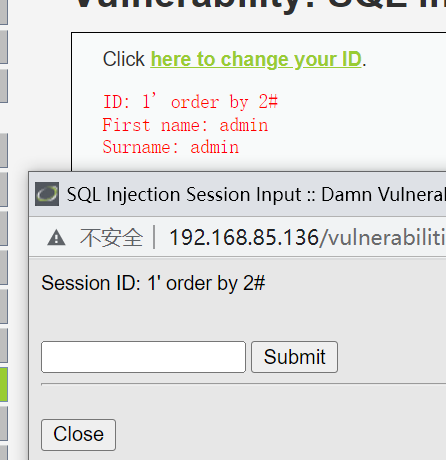 Vulnerability: SQL In
Click here to change your ID.
ID: 1' order by 2#
First name: admin
Surname: admin
SQL Injection Session Input :: Damn Vulnerab
不安全 | 192.168.85.136/vulnerabiliti
Session ID: 1' order by 2#
Submit
Close